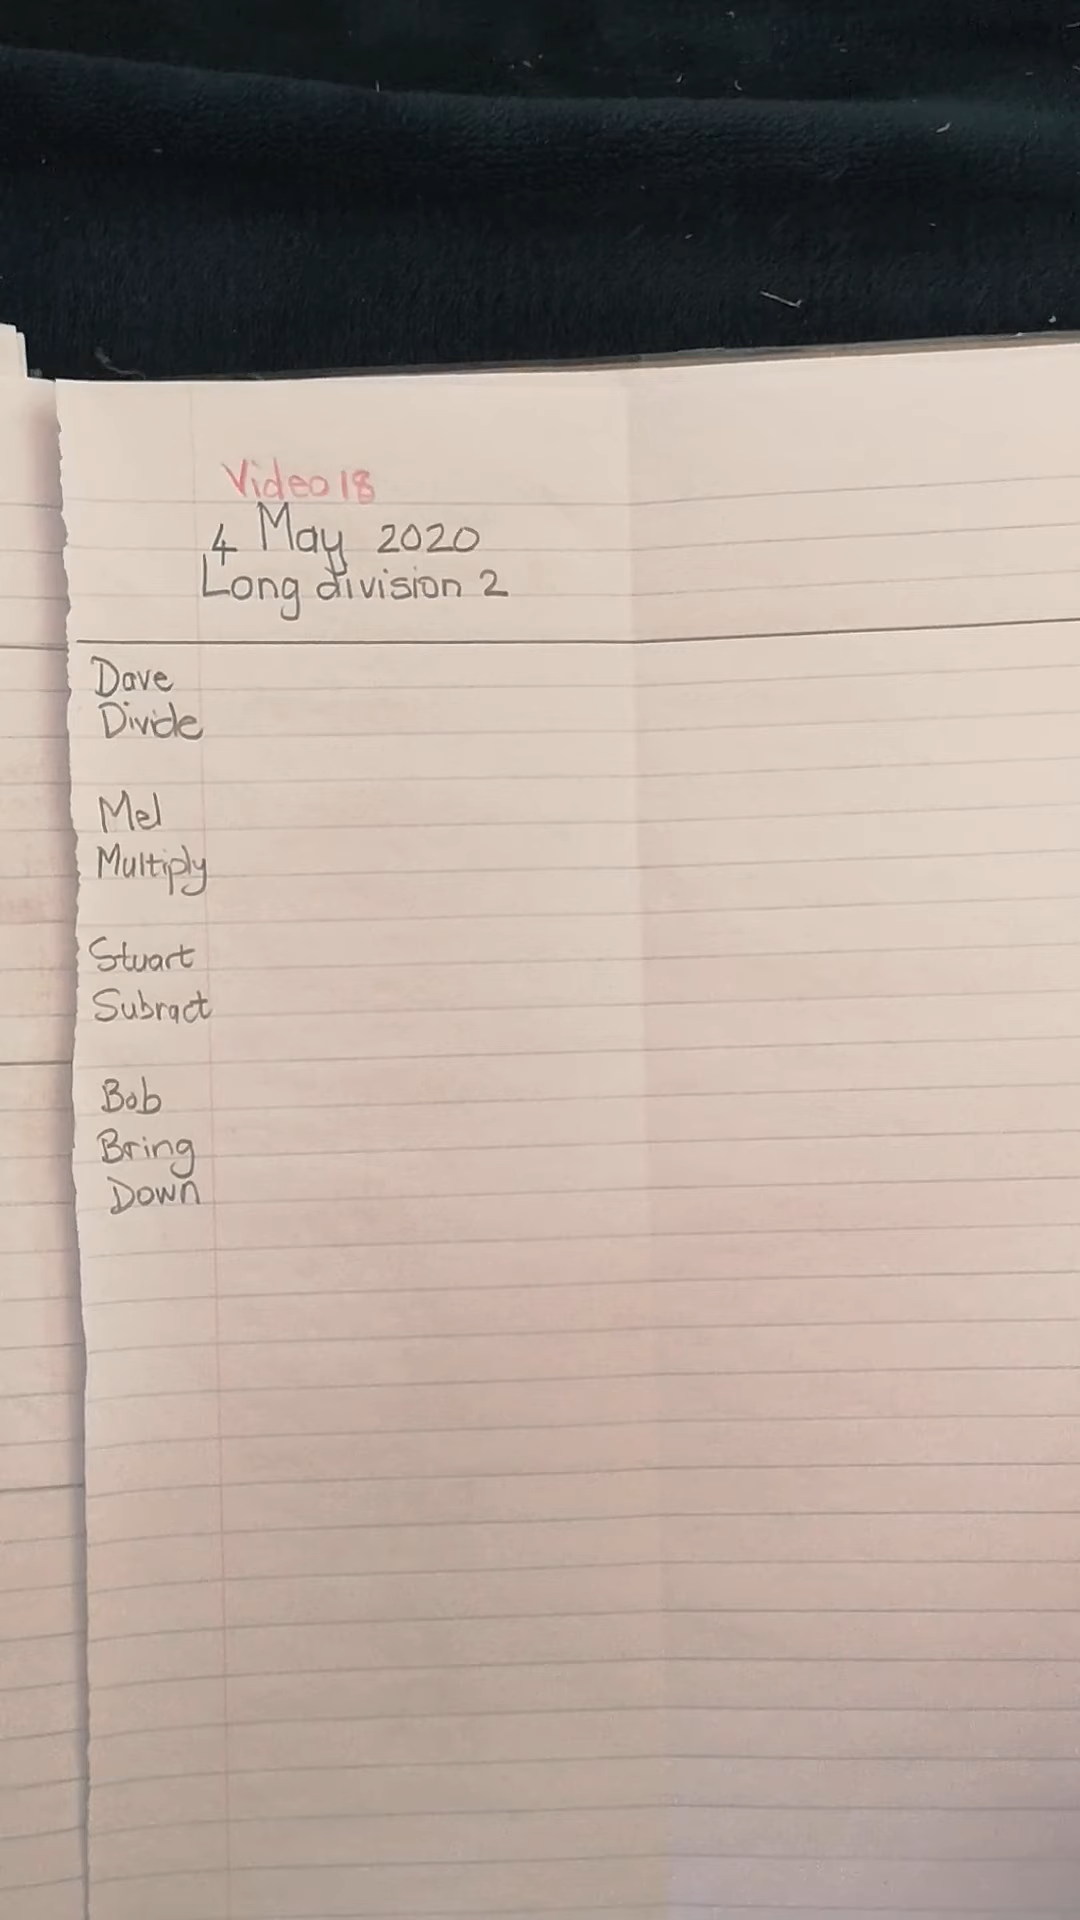 Video 18
4 May 2020
Long division 2
Dave
Divide
Mel
Multiply
Stuart
Subract
Bob
Bring
Down